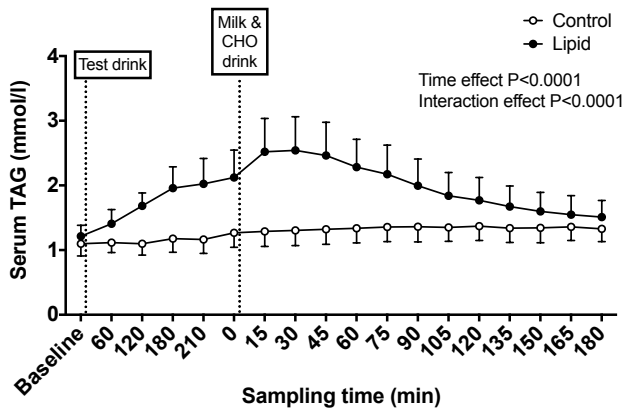 Milk &
CHO
drink
Test drink
Control
Lipid
Time effect P<0.0001
Interaction effect P<0.0001
Serum TAG (mmol/l)
4
3
2
1
0
Baseline 60 120 180 210 0 15 30 45 60 75 90 105 120 135 150 165 180
Sampling time (min)